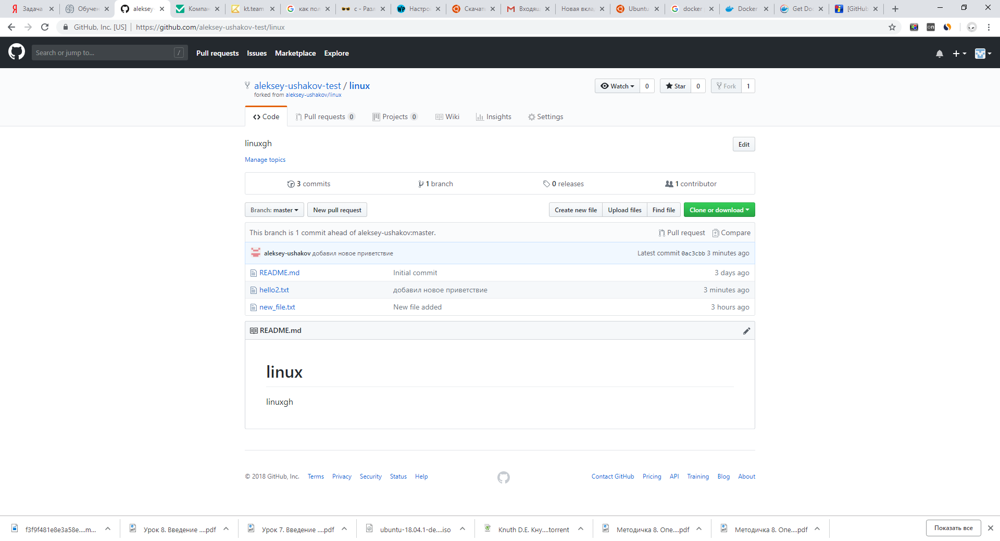 Задача
Обучен
aleksey-
Компан
kt.team
как пол
с - Разл
Настро
Скачать
Входящ
Новая вкла
Ubuntu
docker
Docker
Get Doc
[GitHub
GitHub, Inc. [US]
https://github.com/aleksey-ushakov-test/linux
on
Search or jump to...
/
Pull requests
Issues
Marketplace
Explore
aleksey-ushakov-test / linux
forked from aleksey-ushakov/linux
Watch 0
Star 0
Fork 1
Code
Pull requests 0
Projects 0
Wiki
Insights
Settings
linuxgh
Edit
Manage topics
3 commits
1 branch
0 releases
1 contributor
Branch: master
New pull request
Create new file
Upload files
Find file
Clone or download
This branch is 1 commit ahead of aleksey-ushakov:master.
Pull request
Compare
aleksey-ushakov добавил новое приветствие
Latest commit 0ac3cbb 3 minutes ago
README.md Initial commit 3 days ago
hello2.txt добавил новое приветствие 3 minutes ago
new_file.txt New file added 3 hours ago
README.md
linux
linuxgh
© 2018 GitHub, Inc.
Terms
Privacy
Security
Status
Help
Contact GitHub
Pricing
API
Training
Blog
About
f3f9f481e8e3a58e....m...
Урок 8. Введение ....pdf
Урок 7. Введение ....pdf
ubuntu-18.04.1-de....iso
Knuth D.E. Кну....torrent
Методичка 8. Опе....pdf
Методичка 8. Опе....pdf
Показать все